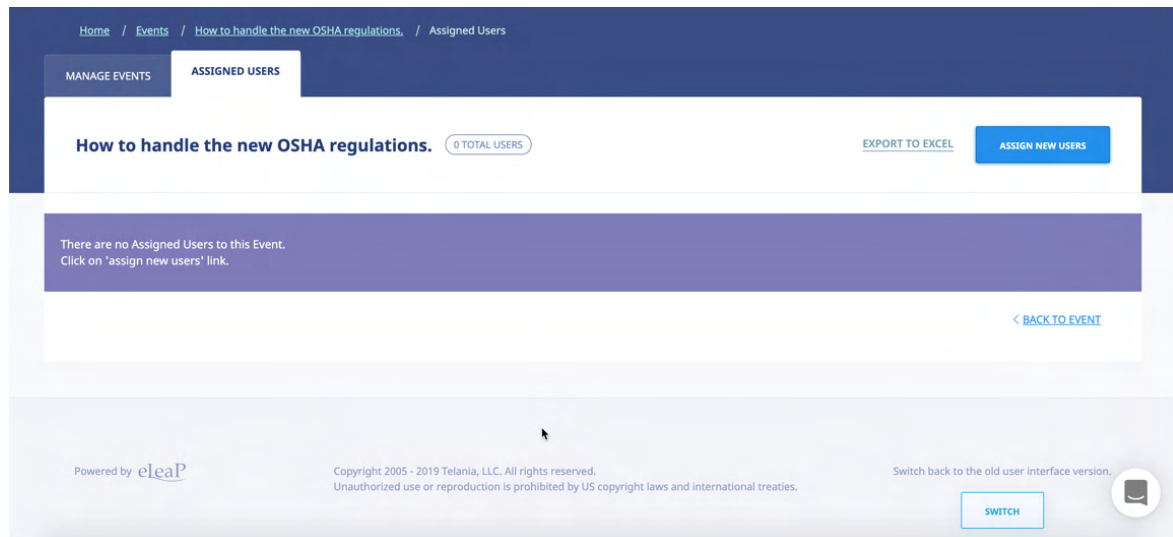 Home / Events / How to handle the new OSHA regulations. / Assigned Users
MANAGE EVENTS
ASSIGNED USERS
How to handle the new OSHA regulations.
0 TOTAL USERS
EXPORT TO EXCEL
ASSIGN NEW USERS
There are no Assigned Users to this Event.
Click on 'assign new users' link.
< BACK TO EVENT
Powered by eLeaP
Copyright 2005 - 2019 Telania, LLC. All rights reserved.
Unauthorized use or reproduction is prohibited by US copyright laws and international treaties.
Switch back to the old user interface version.
SWITCH